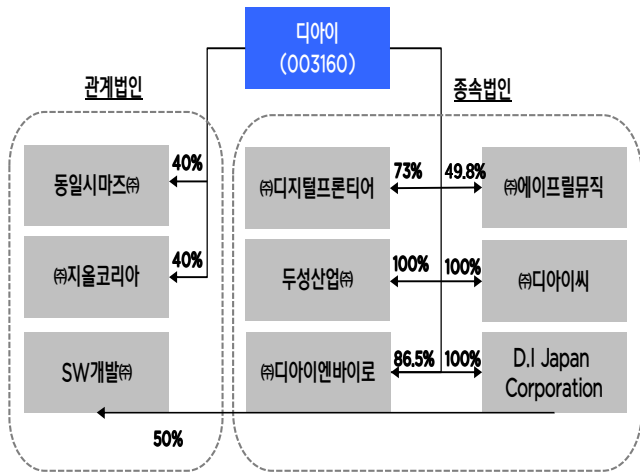 디아이
(003160)
관계법인
종속법인
동일시마즈㈜
40%
㈜지올코리아
40%
SW개발㈜
㈜디지털프론티어
73%
49.8%
㈜에이프릴뮤직
두성산업㈜
100%
100%
㈜디아이씨
㈜디아이엔바이로
86.5%
100%
D.I Japan
Corporation
50%